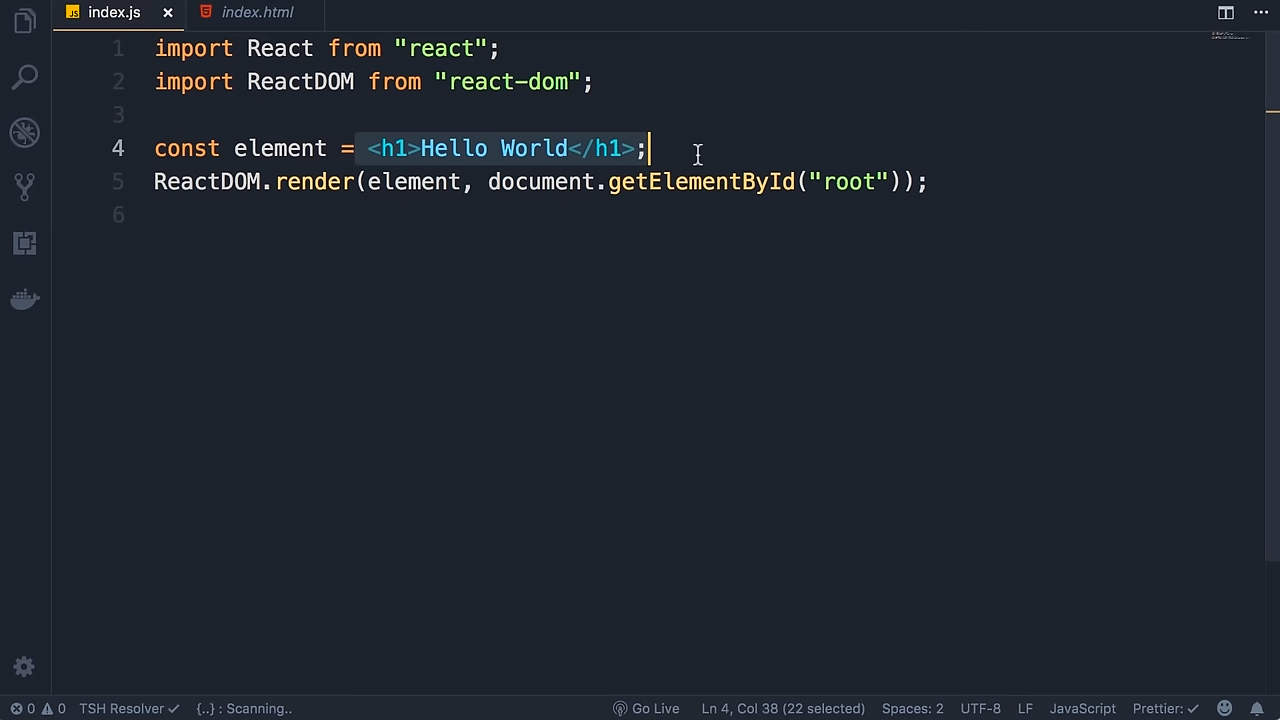 index.js × index.html
1 import React from "react";
2 import ReactDOM from "react-dom";
3
4 const element = <h1>Hello World</h1>;
5 ReactDOM.render(element, document.getElementById("root"));
6
0 0 TSH Resolver ✓ {..} : Scanning.. Go Live Ln 4, Col 38 (22 selected) Spaces: 2 UTF-8 LF JavaScript Prettier: ✓